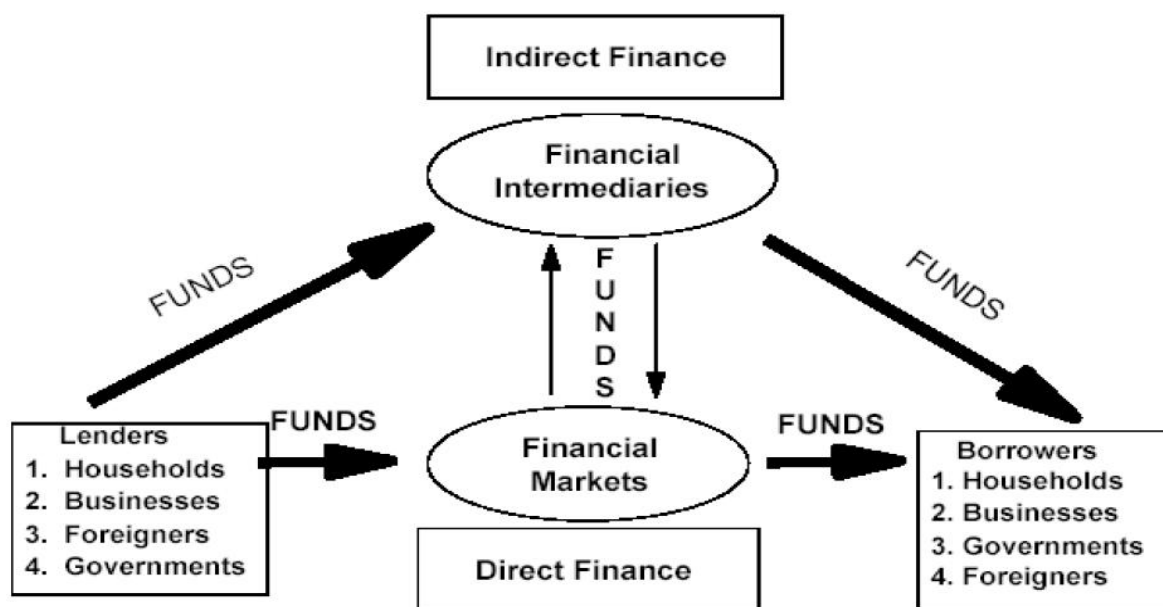 Indirect Finance
Financial
Intermediaries
FUNDS
FUNDS
FUNDS
Lenders
1. Households
2. Businesses
3. Foreigners
4. Governments
FUNDS
Financial
Markets
FUNDS
Borrowers
1. Households
2. Businesses
3. Governments
4. Foreigners
Direct Finance